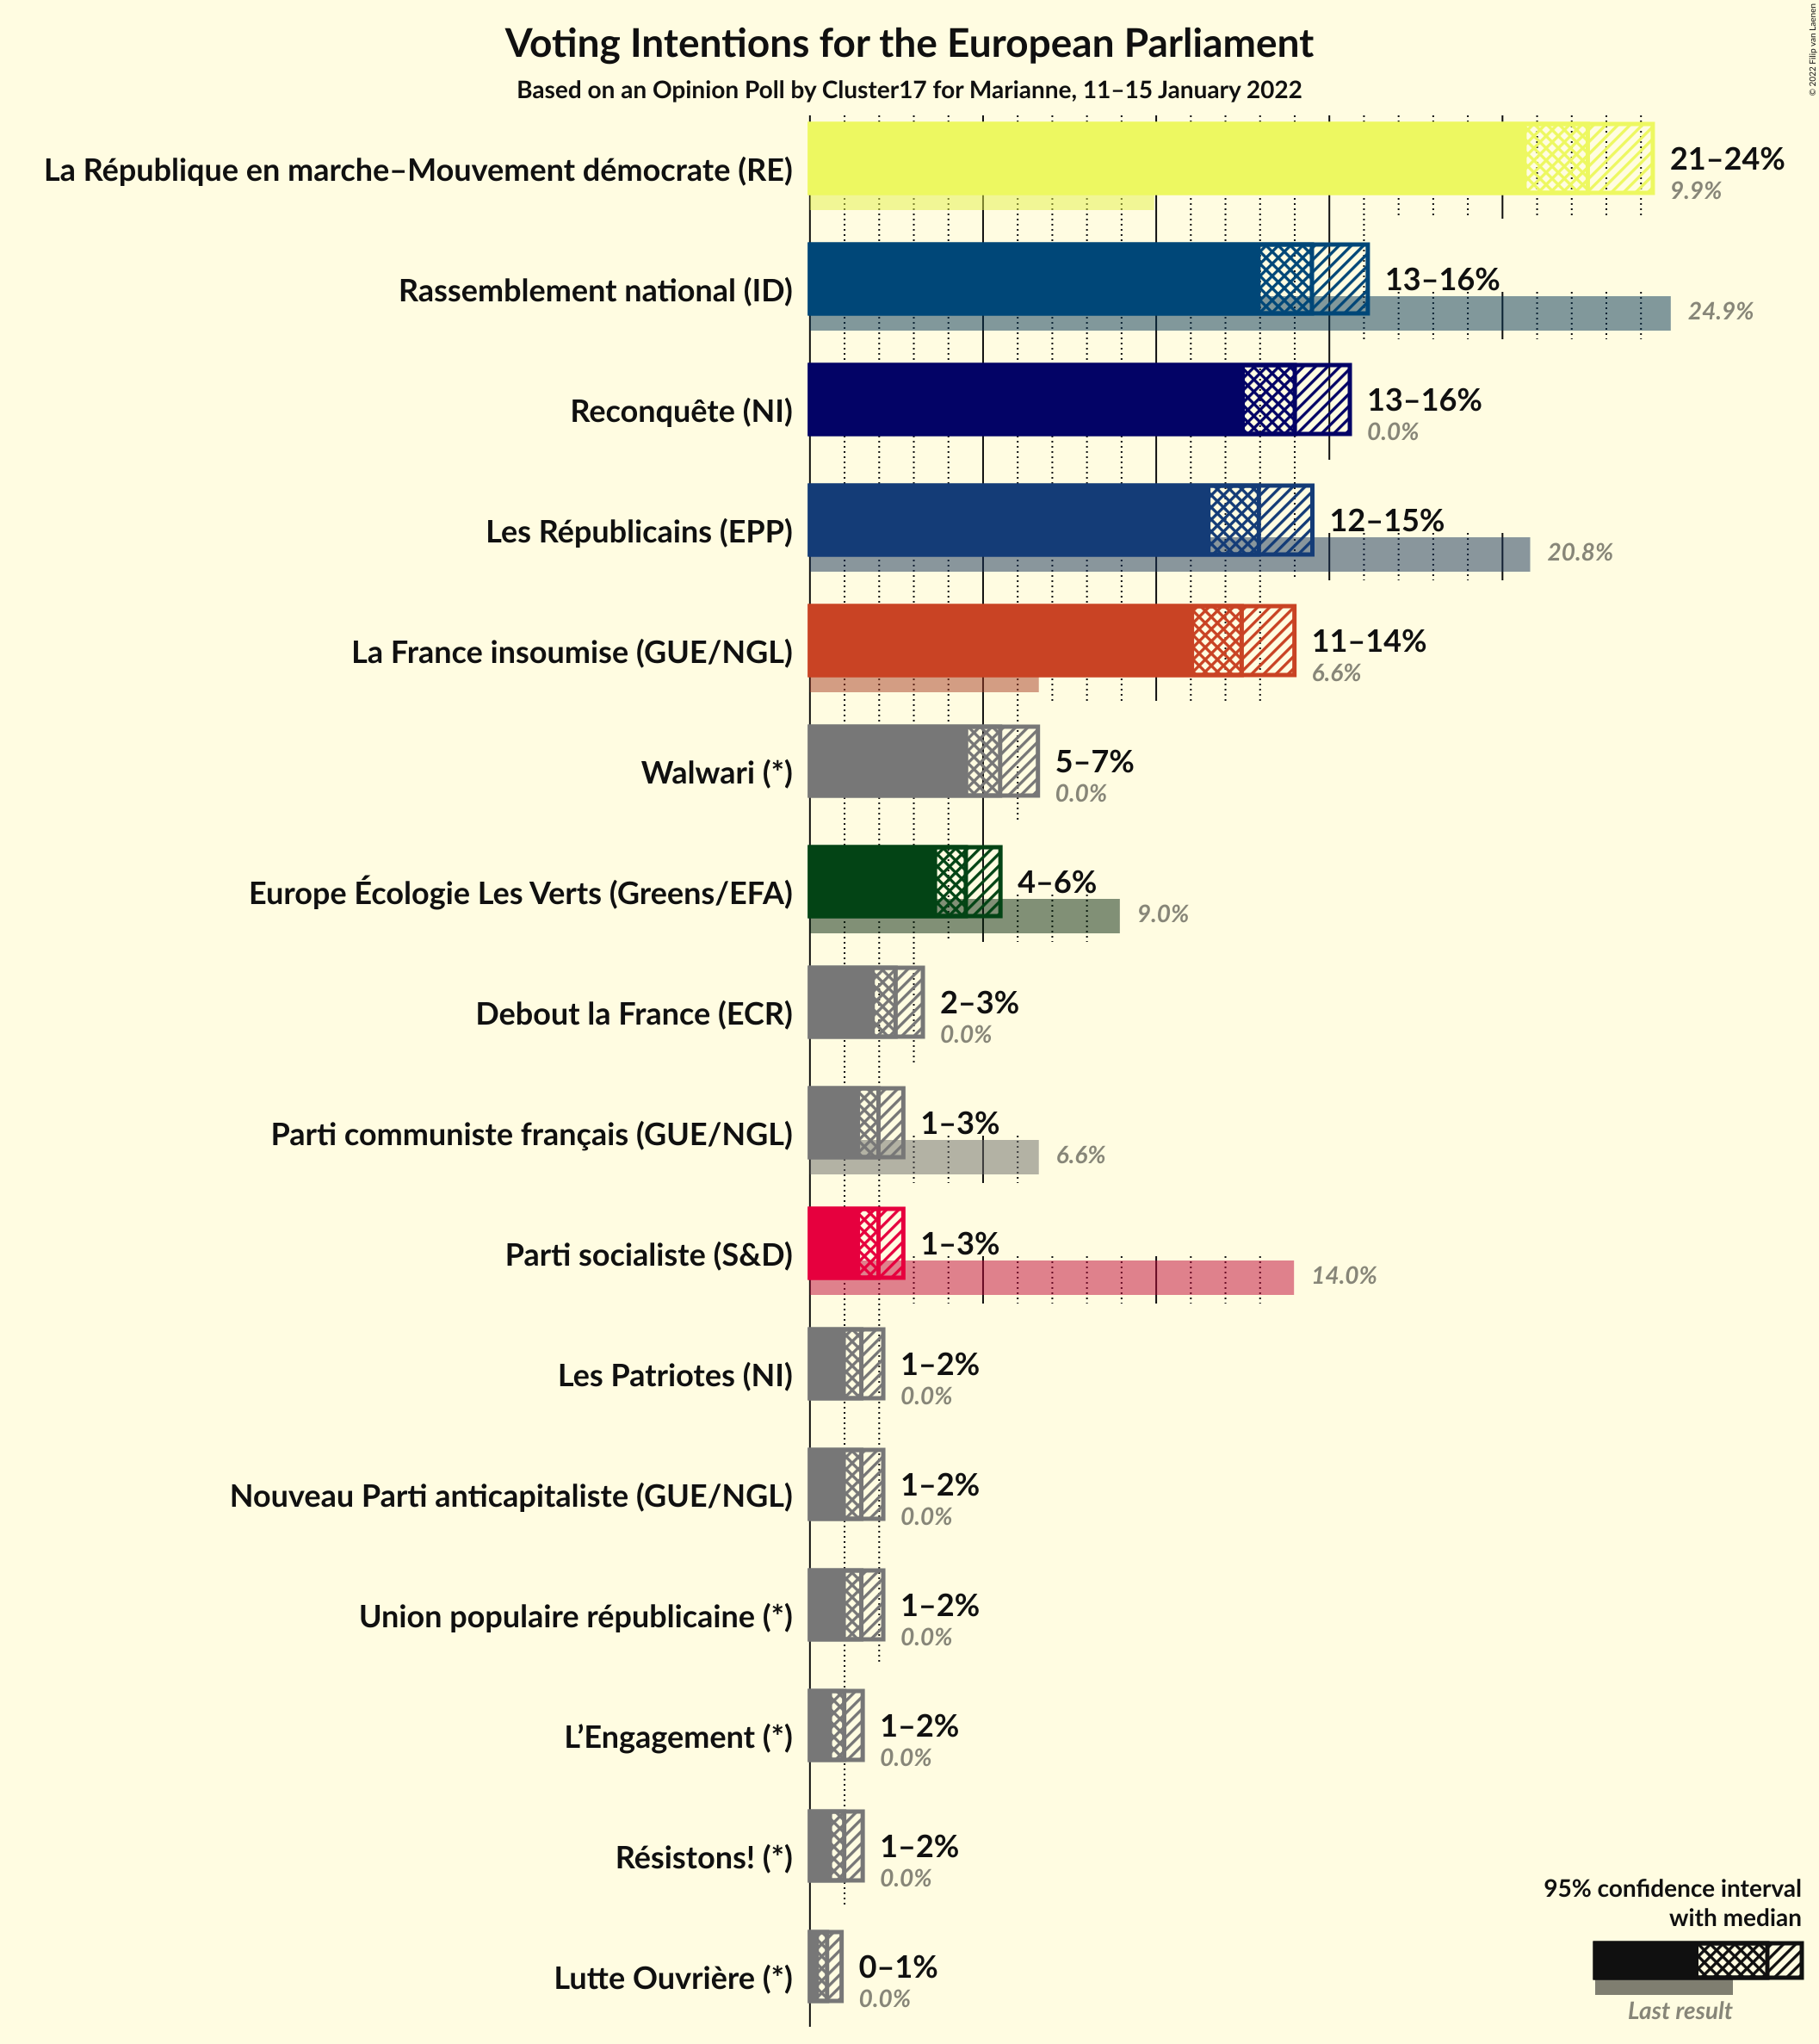 Voting Intentions for the European Parliament
Based on an Opinion Poll by Cluster17 for Marianne, 11–15 January 2022
© 2022 Filip van Laenen
La République en marche–Mouvement démocrate (RE)
21–24%
9.9%
Rassemblement national (ID)
13–16%
24.9%
Reconquête (NI)
13–16%
0.0%
Les Républicains (EPP)
12–15%
20.8%
La France insoumise (GUE/NGL)
11–14%
6.6%
Walwari (*)
5–7%
0.0%
Europe Écologie Les Verts (Greens/EFA)
4–6%
9.0%
Debout la France (ECR)
2–3%
0.0%
Parti communiste français (GUE/NGL)
1–3%
6.6%
Parti socialiste (S&D)
1–3%
14.0%
Les Patriotes (NI)
1–2%
0.0%
Nouveau Parti anticapitaliste (GUE/NGL)
1–2%
0.0%
Union populaire républicaine (*)
1–2%
0.0%
L’Engagement (*)
1–2%
0.0%
Résistons! (*)
1–2%
0.0%
Lutte Ouvrière (*)
0–1%
0.0%
95% confidence interval
with median
Last result